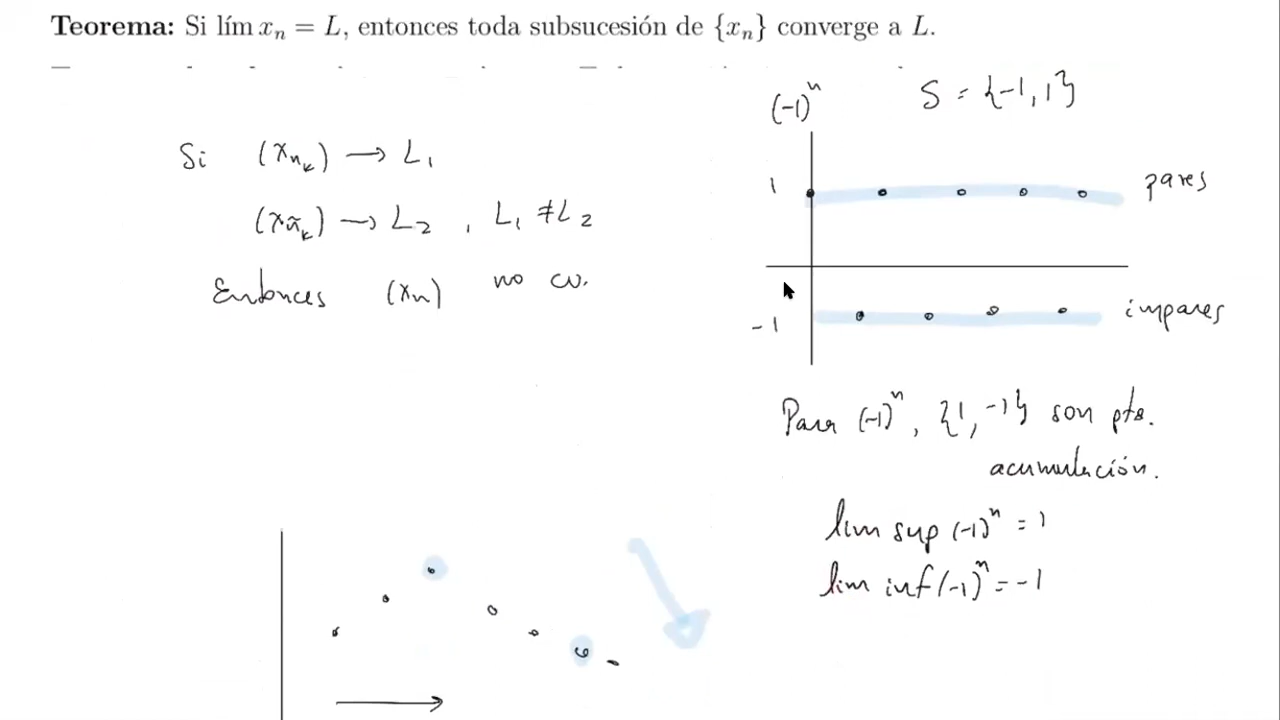 Teorema: Si lím xₙ = L, entonces toda subsucesión de {xₙ} converge a L.
Si (xₙₖ) → L₁
(xñₖ) → L₂ , L₁ ≠ L₂
Entonces (xₙ) no cv.
(-1)ⁿ S = {-1, 1}
1 pares
-1 impares
Para (-1)ⁿ, {1, -1} son pts.
acumulación.
lim sup (-1)ⁿ = 1
lim inf (-1)ⁿ = -1